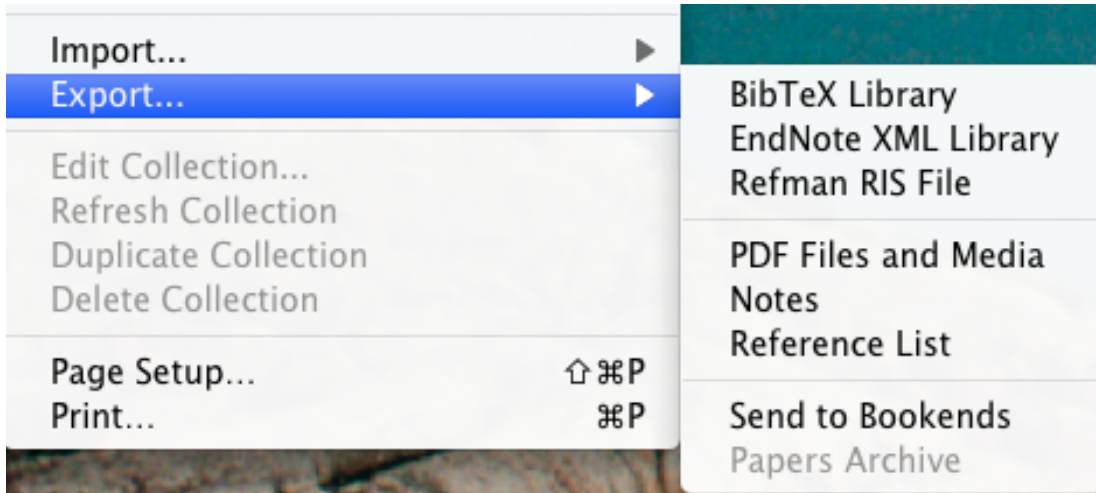 Import...
Export...
Edit Collection...
Refresh Collection
Duplicate Collection
Delete Collection
Page Setup... ⇧⌘P
Print... ⌘P
BibTeX Library
EndNote XML Library
Refman RIS File
PDF Files and Media
Notes
Reference List
Send to Bookends
Papers Archive